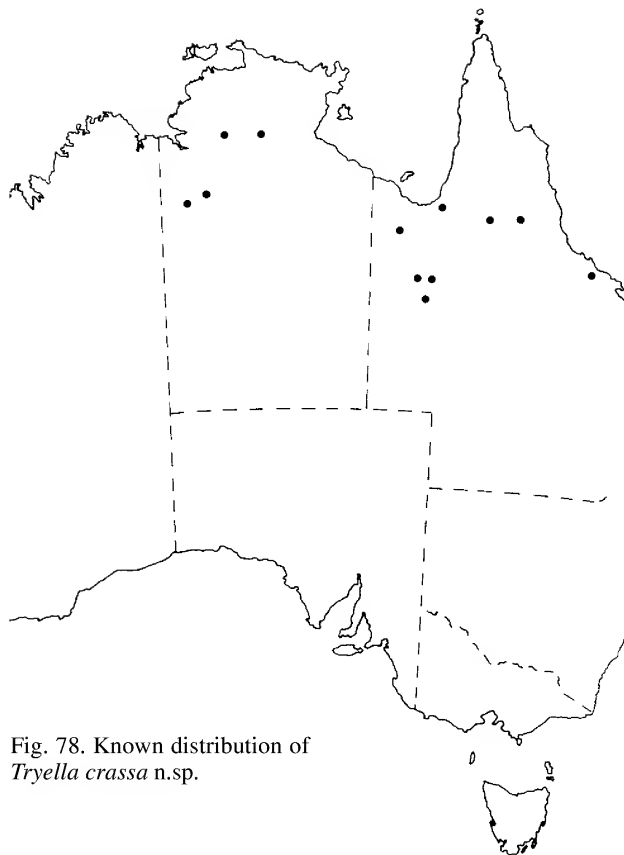 Fig. 78. Known distribution of
Tryella crassa n.sp.